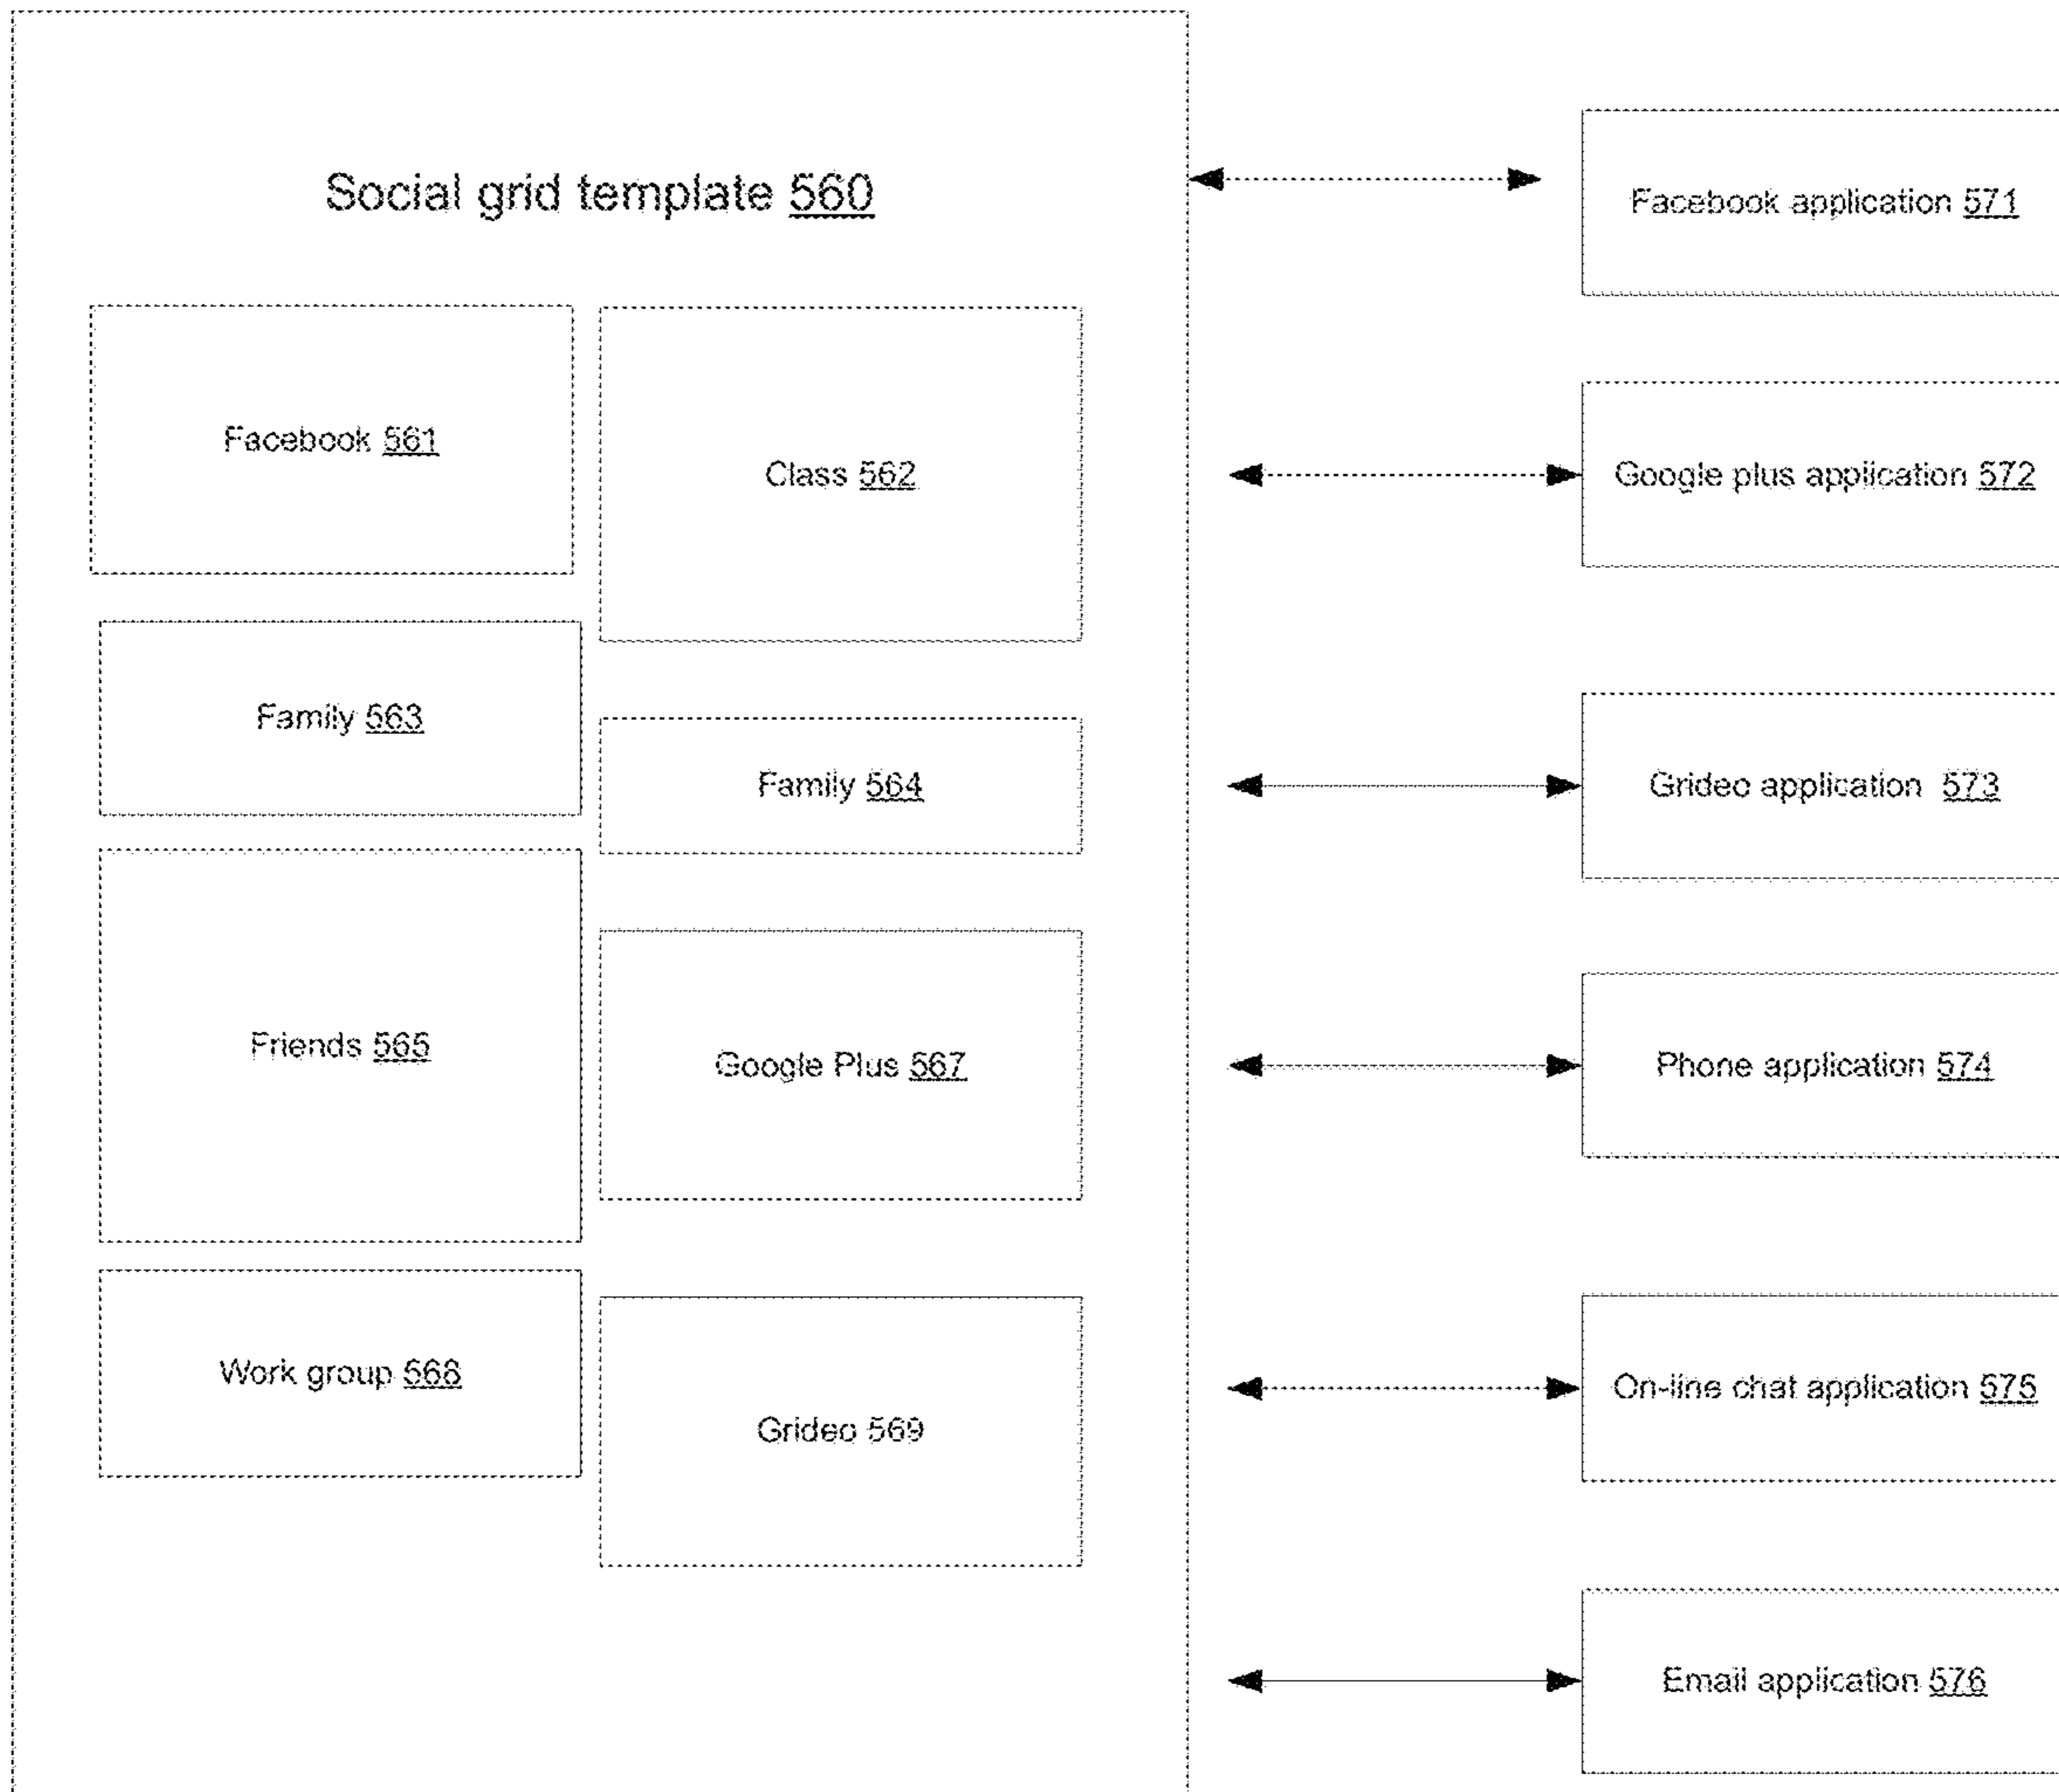 Social grid template 560
Facebook 561
Class 562
Family 563
Family 564
Friends 565
Google Plus 567
Work group 568
Grideo 569
Facebook application 571
Google plus application 572
Grideo application 573
Phone application 574
On-line chat application 575
Email application 576